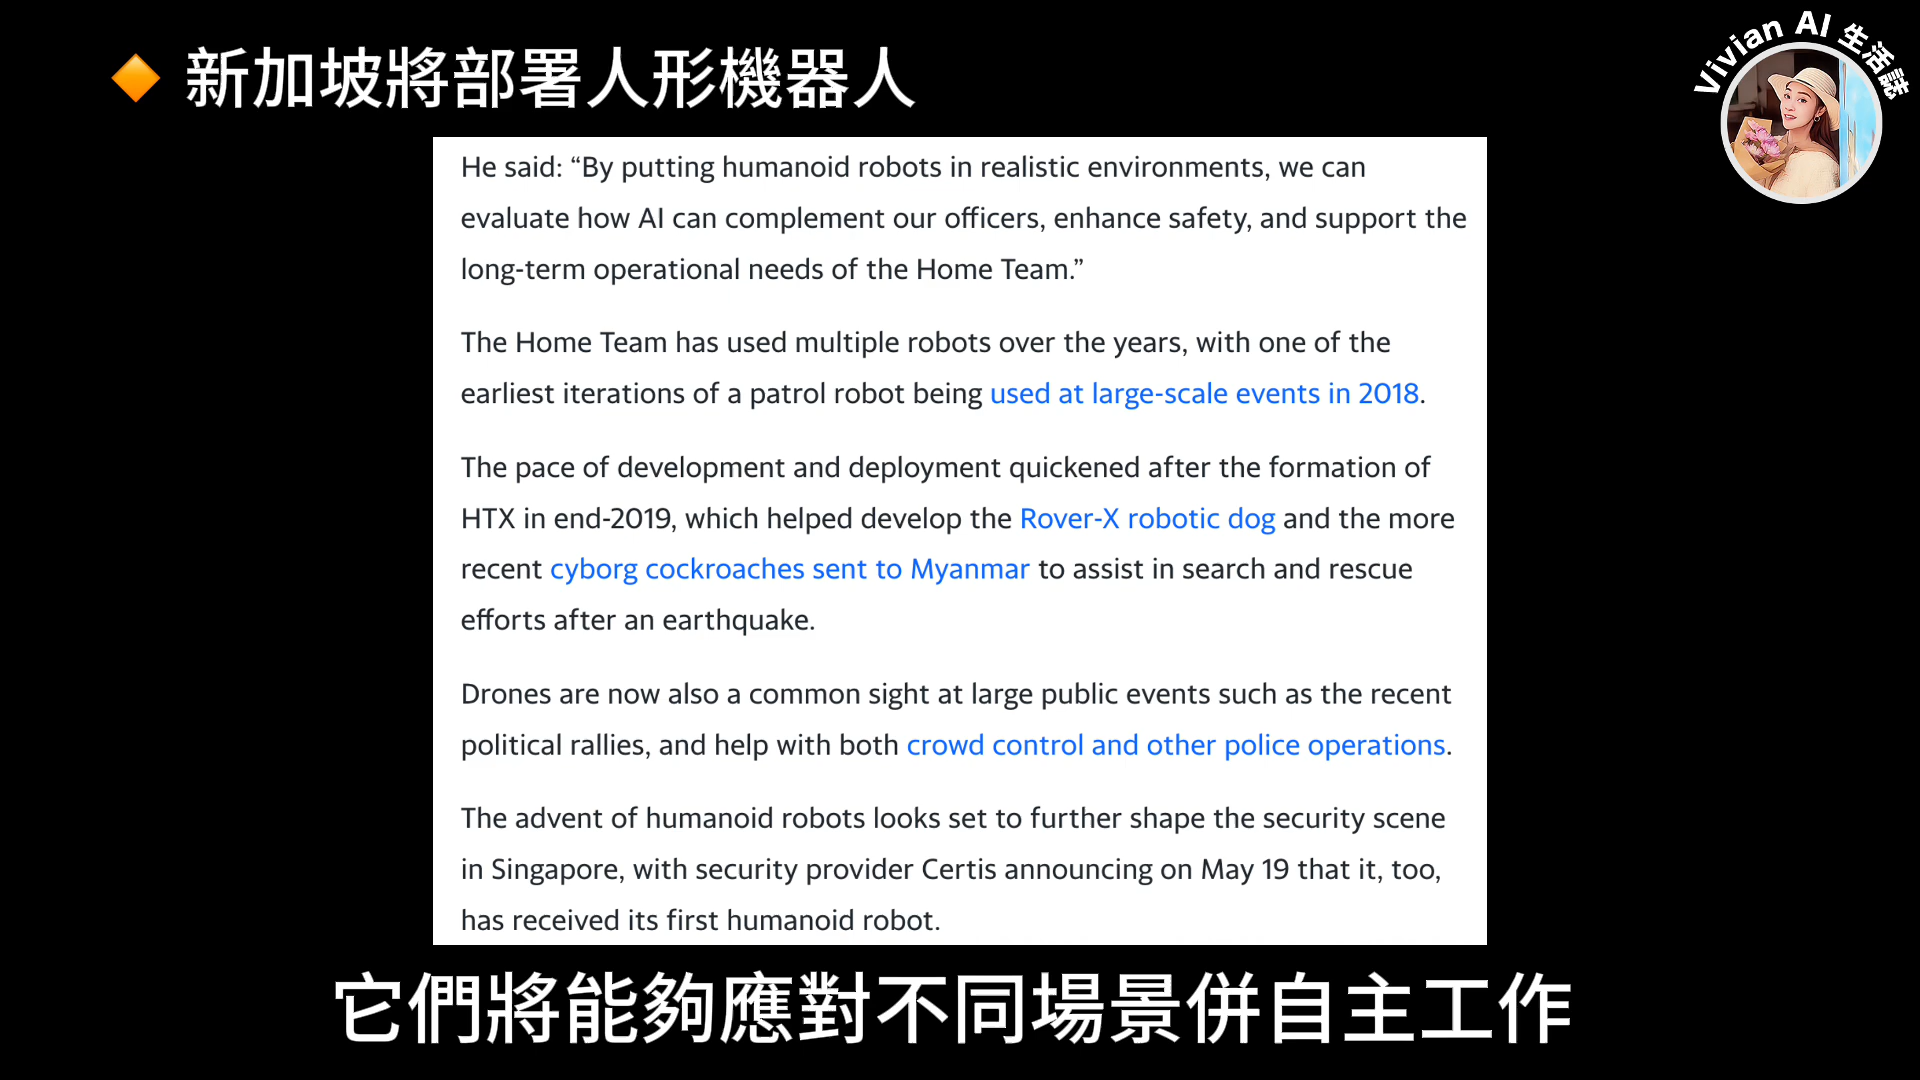 🔶 新加坡將部署人形機器人
Vivian AI 生活誌
He said: “By putting humanoid robots in realistic environments, we can
evaluate how AI can complement our officers, enhance safety, and support the
long-term operational needs of the Home Team.”
The Home Team has used multiple robots over the years, with one of the
earliest iterations of a patrol robot being used at large-scale events in 2018.
The pace of development and deployment quickened after the formation of
HTX in end-2019, which helped develop the Rover-X robotic dog and the more
recent cyborg cockroaches sent to Myanmar to assist in search and rescue
efforts after an earthquake.
Drones are now also a common sight at large public events such as the recent
political rallies, and help with both crowd control and other police operations.
The advent of humanoid robots looks set to further shape the security scene
in Singapore, with security provider Certis announcing on May 19 that it, too,
has received its first humanoid robot.
它們將能夠應對不同場景併自主工作